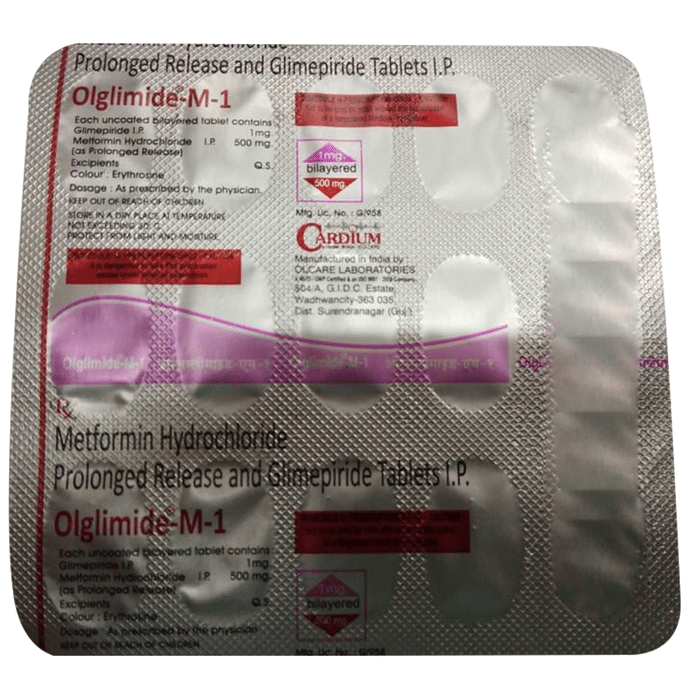 Metformin Hydrochloride
Prolonged Release and Glimepiride Tablets I.P.
Olglimide-M-1
Each uncoated bilayered tablet contains
Glimepiride I.P. 1mg.
Metformin Hydrochloride I.P. 500 mg.
(as Prolonged Release)
Excipients Q.S.
Colour : Erythrosine
Dosage : As prescribed by the physician.
KEEP OUT OF REACH OF CHILDREN
STORE IN A DRY PLACE AT TEMPERATURE
NOT EXCEEDING 30°C
PROTECT FROM LIGHT AND MOISTURE.
1mg.
bilayered
500 mg.
Mfg. Lic. No. : G/958
CARDIUM
Manufactured in India by :
OLCARE LABORATORIES
504/A, G.I.D.C. Estate,
Wadhwancity-363 035,
Dist. Surendranagar (Guj.)
Olglimide-M-1 Olglimide-M-1
Rx
Metformin Hydrochloride
Prolonged Release and Glimepiride Tablets I.P.
Olglimide-M-1
Each uncoated bilayered tablet contains
Glimepiride I.P. 1mg.
Metformin Hydrochloride I.P. 500 mg.
(as Prolonged Release)
Excipients Q.S.
Colour : Erythrosine
Dosage : As prescribed by the physician
KEEP OUT OF REACH OF CHILDREN
1mg.
bilayered
500 mg.
Mfg. Lic. No. : G/958